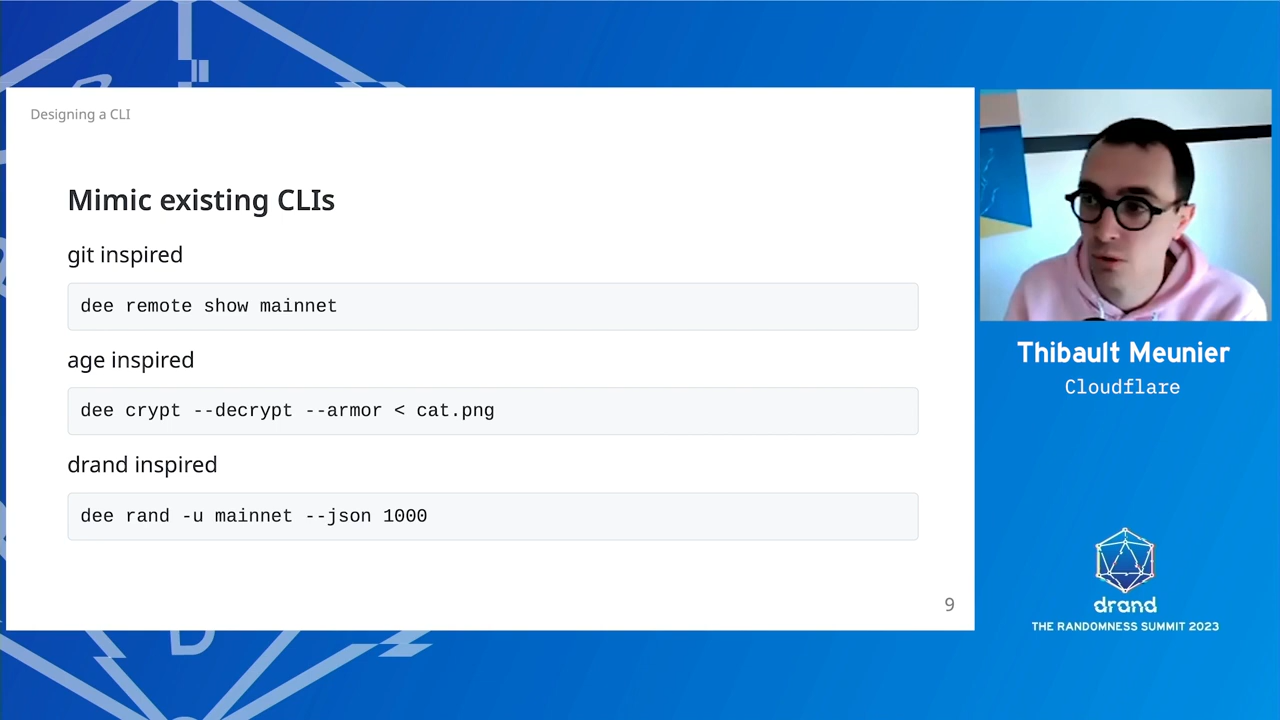 Designing a CLI
Mimic existing CLIs
git inspired
dee remote show mainnet
age inspired
dee crypt --decrypt --armor < cat.png
drand inspired
dee rand -u mainnet --json 1000
9
Thibault Meunier
Cloudflare
drand
THE RANDOMNESS SUMMIT 2023